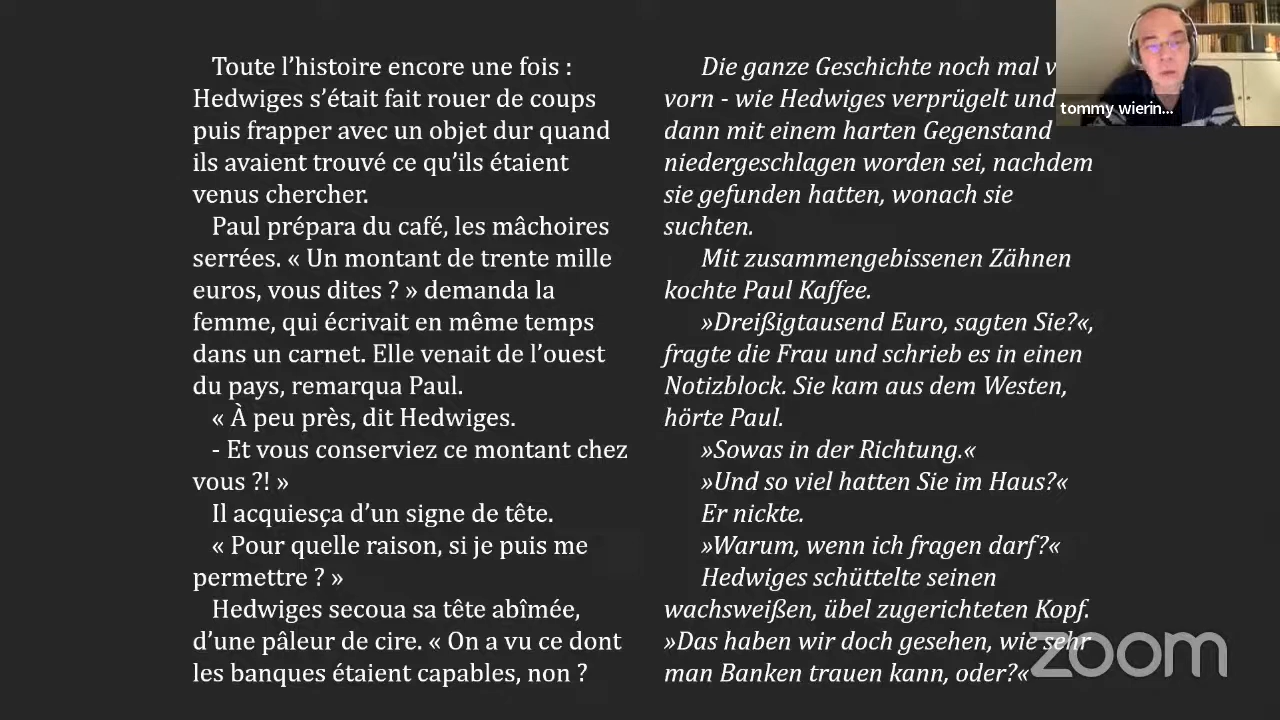 Toute l’histoire encore une fois :
Hedwiges s’était fait rouer de coups
puis frapper avec un objet dur quand
ils avaient trouvé ce qu’ils étaient
venus chercher.
Paul prépara du café, les mâchoires
serrées. « Un montant de trente mille
euros, vous dites ? » demanda la
femme, qui écrivait en même temps
dans un carnet. Elle venait de l’ouest
du pays, remarqua Paul.
« À peu près, dit Hedwiges.
- Et vous conserviez ce montant chez
vous ?! »
Il acquiesça d’un signe de tête.
« Pour quelle raison, si je puis me
permettre ? »
Hedwiges secoua sa tête abîmée,
d’une pâleur de cire. « On a vu ce dont
les banques étaient capables, non ?
Die ganze Geschichte noch mal
vorn - wie Hedwiges verprügelt und
dann mit einem harten Gegenstand
niedergeschlagen worden sei, nachdem
sie gefunden hatten, wonach sie
suchten.
Mit zusammengebissenen Zähnen
kochte Paul Kaffee.
»Dreißigtausend Euro, sagten Sie?«,
fragte die Frau und schrieb es in einen
Notizblock. Sie kam aus dem Westen,
hörte Paul.
»Sowas in der Richtung.«
»Und so viel hatten Sie im Haus?«
Er nickte.
»Warum, wenn ich fragen darf?«
Hedwiges schüttelte seinen
wachsweißen, übel zugerichteten Kopf.
»Das haben wir doch gesehen, wie sehr
man Banken trauen kann, oder?«
tommy wierin...
zoom